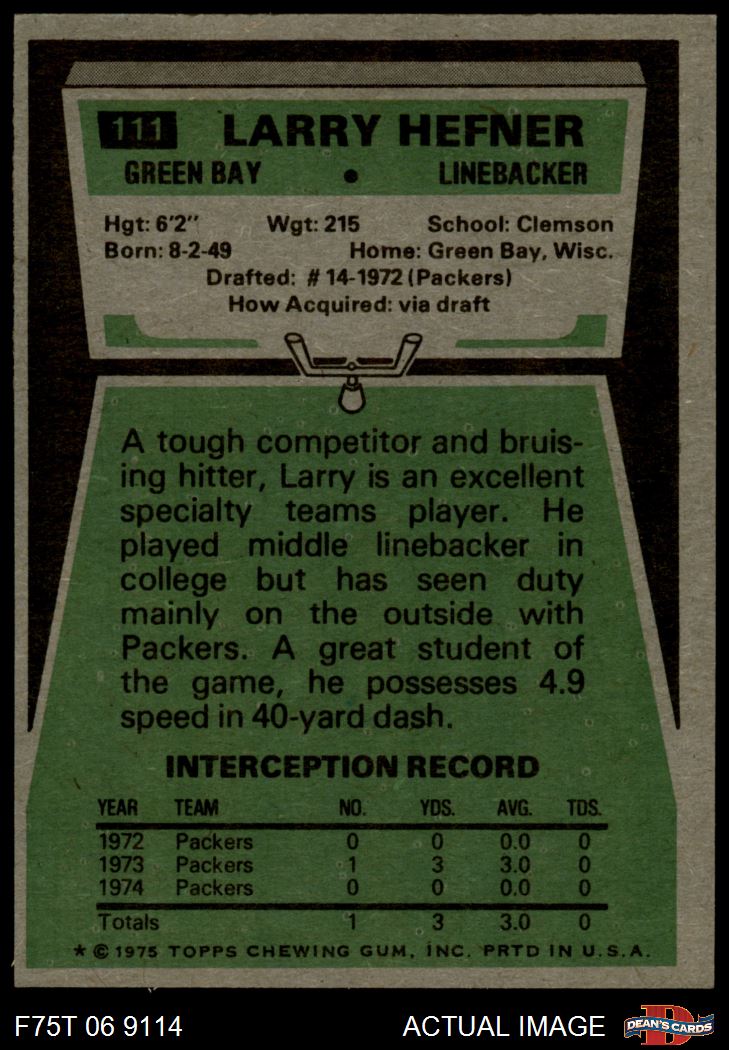 111 LARRY HEFNER
GREEN BAY • LINEBACKER
Hgt: 6'2" Wgt: 215 School: Clemson
Born: 8-2-49 Home: Green Bay, Wisc.
Drafted: #14-1972 (Packers)
How Acquired: via draft
A tough competitor and bruis-
ing hitter, Larry is an excellent
specialty teams player. He
played middle linebacker in
college but has seen duty
mainly on the outside with
Packers. A great student of
the game, he possesses 4.9
speed in 40-yard dash.
INTERCEPTION RECORD
YEAR TEAM NO. YDS. AVG. TDS.
1972 Packers 0 0 0.0 0
1973 Packers 1 3 3.0 0
1974 Packers 0 0 0.0 0
Totals 1 3 3.0 0
* © 1975 TOPPS CHEWING GUM, INC. PRTD IN U.S.A.
F75T 06 9114 ACTUAL IMAGE DEAN'S CARDS